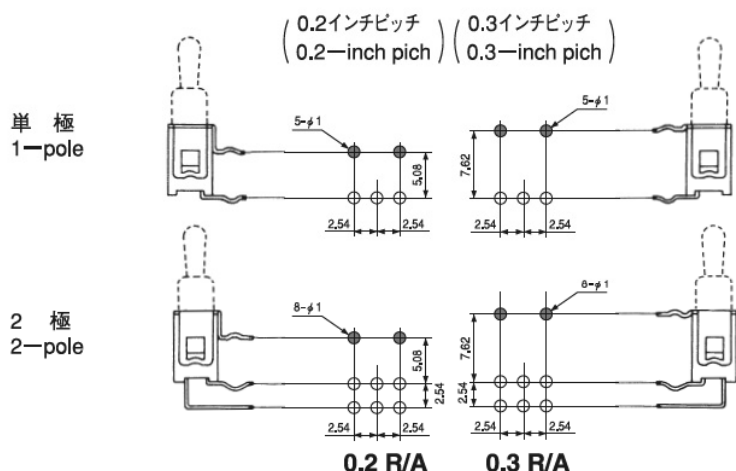 (0.2インチピッチ) (0.3インチピッチ)
(0.2—inch pich) (0.3—inch pich)
単 極
1—pole
5-φ1
5.08
2.54 2.54
5-φ1
7.62
2.54 2.54
2 極
2—pole
8-φ1
5.08
2.54
2.54 2.54
6-φ1
7.62
2.54
2.54 2.54
0.2 R/A 0.3 R/A